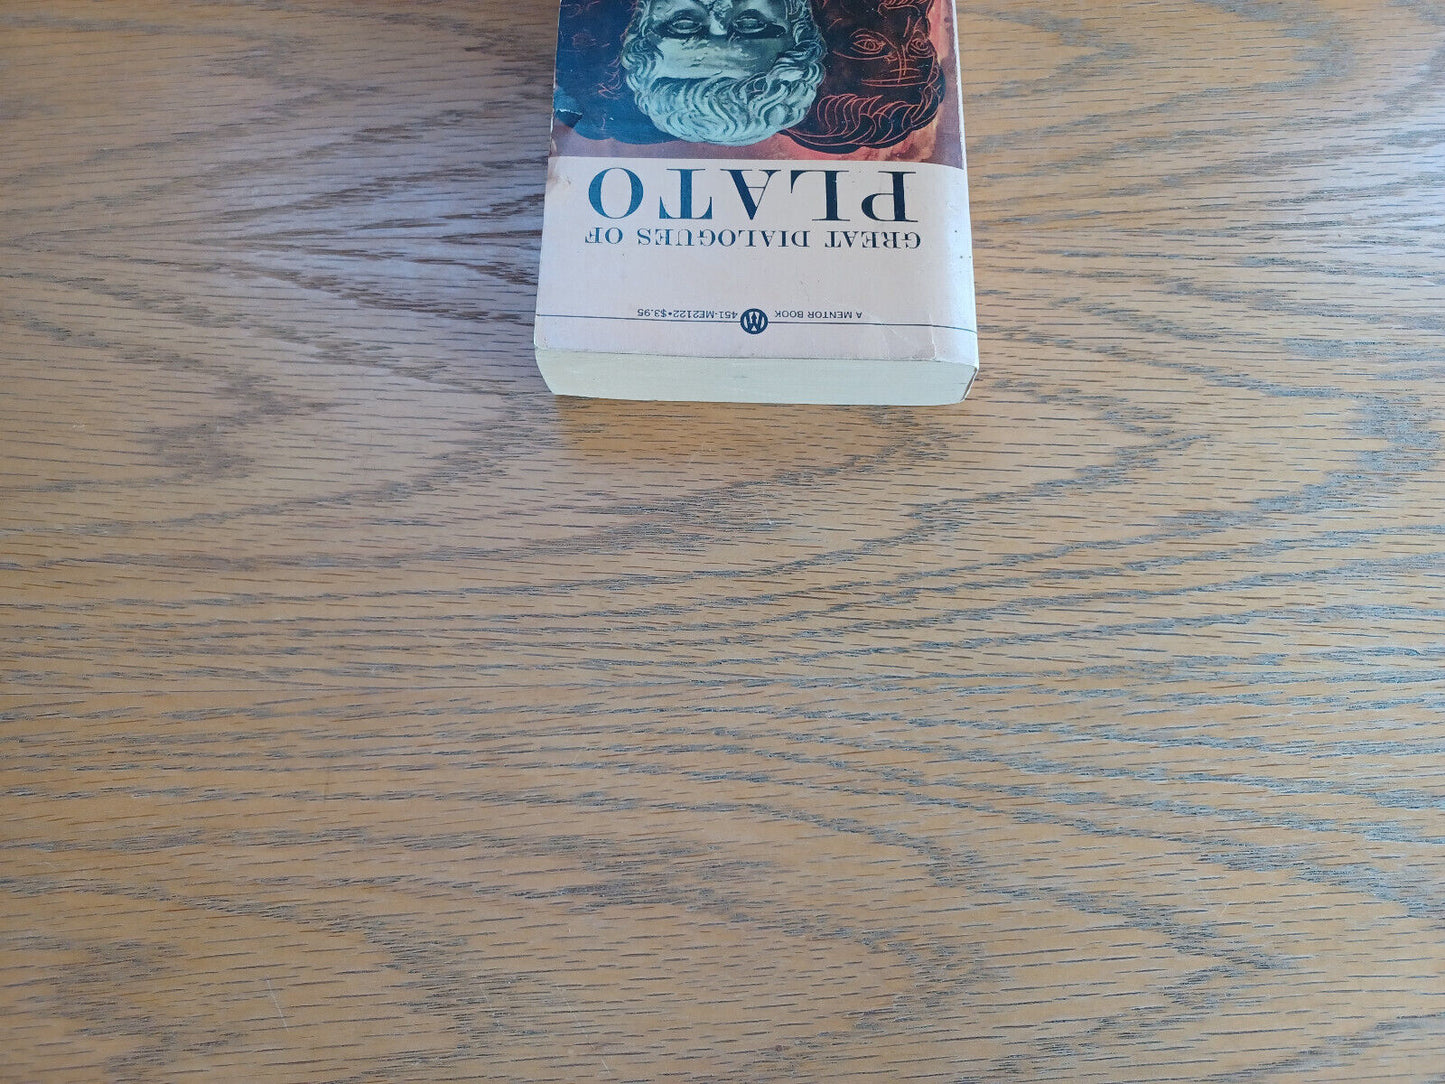 A MENTOR BOOK 451-ME2122•$3.95
GREAT DIALOGUES OF
PLATO